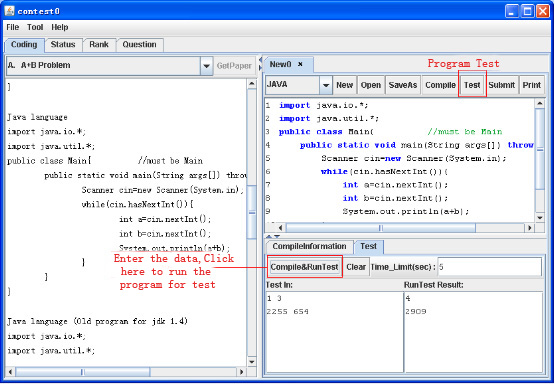 contest0
File Tool Help
Coding Status Rank Question
A. A+B Problem GetPaper
}
Java language
import java.io.*;
import java.util.*;
public class Main{ //must be Main
public static void main(String args[]) throw
Scanner cin=new Scanner(System.in);
while(cin.hasNextInt()){
int a=cin.nextInt();
int b=cin.nextInt();
System.out.println(a+b);
}
}
}
Java language (Old program for jdk 1.4)
import java.io.*;
import java.util.*;
Enter the data,Click
here to run the
program for test
Program Test
New0 ×
JAVA New Open SaveAs Compile Test Submit Print
1 import java.io.*;
2 import java.util.*;
3 public class Main{ //must be Main
4 public static void main(String args[]) throw
5 Scanner cin=new Scanner(System.in);
6 while(cin.hasNextInt()){
7 int a=cin.nextInt();
8 int b=cin.nextInt();
9 System.out.println(a+b);
CompileInformation Test
Compile&RunTest Clear Time_Limit(sec): 5
Test In: RunTest Result:
1 3 4
2255 654 2909